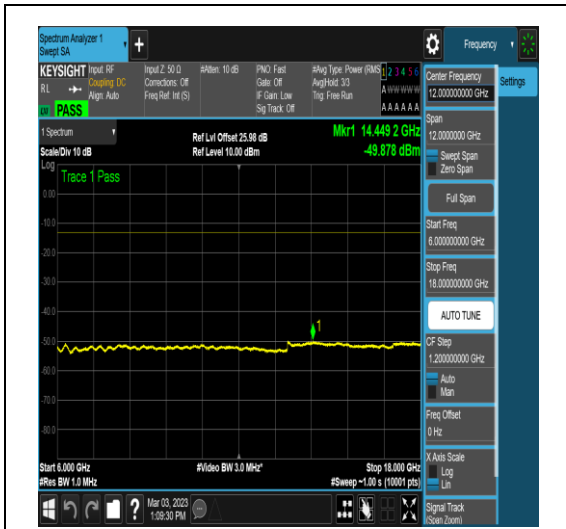 Spectrum Analyzer 1
Swept SA
+
Frequency
KEYSIGHT
RL
PASS
Input: RF
Coupling: DC
Align: Auto
Input Z: 50 Ω
Corrections: Off
Freq Ref: Int (S)
#Atten: 10 dB
PNO: Fast
Gate: Off
IF Gain: Low
Sig Track: Off
#Avg Type: Power (RMS
Avg|Hold: 3/3
Trig: Free Run
1 2 3 4 5 6
A W W W W W
A A A A A A
Center Frequency
12.000000000 GHz
Settings
Span
12.0000000 GHz
Swept Span
Zero Span
Full Span
Start Freq
6.000000000 GHz
Stop Freq
18.000000000 GHz
AUTO TUNE
CF Step
1.200000000 GHz
Auto
Man
Freq Offset
0 Hz
X Axis Scale
Log
Lin
Signal Track
(Span Zoom)
1 Spectrum
Scale/Div 10 dB
Ref Lvl Offset 25.98 dB
Ref Level 10.00 dBm
Mkr1 14.449 2 GHz
-49.878 dBm
Log
Trace 1 Pass
0.00
-10.0
-20.0
-30.0
-40.0
1
-50.0
-60.0
-70.0
-80.0
Start 6.000 GHz
#Res BW 1.0 MHz
#Video BW 3.0 MHz*
Stop 18.000 GHz
#Sweep ~1.00 s (10001 pts)
?
Mar 03, 2023
1:09:30 PM